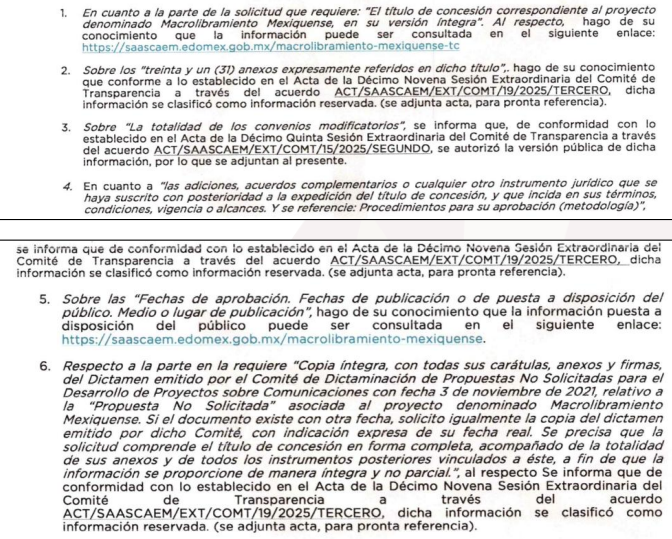 1. En cuanto a la parte de la solicitud que requiere: "El título de concesión correspondiente al proyecto
denominado Macrolibramiento Mexiquense, en su versión íntegra". Al respecto, hago de su
conocimiento que la información puede ser consultada en el siguiente enlace:
https://saascaem.edomex.gob.mx/macrolibramiento-mexiquense-tc
2. Sobre los "treinta y un (31) anexos expresamente referidos en dicho título",. hago de su conocimiento
que conforme a lo establecido en el Acta de la Décimo Novena Sesión Extraordinaria del Comité de
Transparencia a través del acuerdo ACT/SAASCAEM/EXT/COMT/19/2025/TERCERO, dicha
información se clasificó como información reservada. (se adjunta acta, para pronta referencia).
3. Sobre "La totalidad de los convenios modificatorios", se informa que, de conformidad con lo
establecido en el Acta de la Décimo Quinta Sesión Extraordinaria del Comité de Transparencia a través
del acuerdo ACT/SAASCAEM/EXT/COMT/15/2025/SEGUNDO, se autorizó la versión pública de dicha
información, por lo que se adjuntan al presente.
4. En cuanto a "las adiciones, acuerdos complementarios o cualquier otro instrumento jurídico que se
haya suscrito con posterioridad a la expedición del título de concesión, y que incida en sus términos,
condiciones, vigencia o alcances. Y se referencie: Procedimientos para su aprobación (metodología)",
se informa que de conformidad con lo establecido en el Acta de la Décimo Novena Sesión Extraordinaria del
Comité de Transparencia a través del acuerdo ACT/SAASCAEM/EXT/COMT/19/2025/TERCERO, dicha
información se clasificó como información reservada. (se adjunta acta, para pronta referencia).
5. Sobre las "Fechas de aprobación. Fechas de publicación o de puesta a disposición del
público. Medio o lugar de publicación", hago de su conocimiento que la información puesta a
disposición del público puede ser consultada en el siguiente enlace:
https://saascaem.edomex.gob.mx/macrolibramiento-mexiquense.
6. Respecto a la parte en la requiere "Copia íntegra, con todas sus carátulas, anexos y firmas,
del Dictamen emitido por el Comité de Dictaminación de Propuestas No Solicitadas para el
Desarrollo de Proyectos sobre Comunicaciones con fecha 3 de noviembre de 2021, relativo a
la "Propuesta No Solicitada" asociada al proyecto denominado Macrolibramiento
Mexiquense. Si el documento existe con otra fecha, solicito igualmente la copia del dictamen
emitido por dicho Comité, con indicación expresa de su fecha real. Se precisa que la
solicitud comprende el título de concesión en forma completa, acompañado de la totalidad
de sus anexos y de todos los instrumentos posteriores vinculados a éste, a fin de que la
información se proporcione de manera íntegra y no parcial.", al respecto Se informa que de
conformidad con lo establecido en el Acta de la Décimo Novena Sesión Extraordinaria del
Comité de Transparencia a través del acuerdo
ACT/SAASCAEM/EXT/COMT/19/2025/TERCERO, dicha información se clasificó como
información reservada. (se adjunta acta, para pronta referencia).